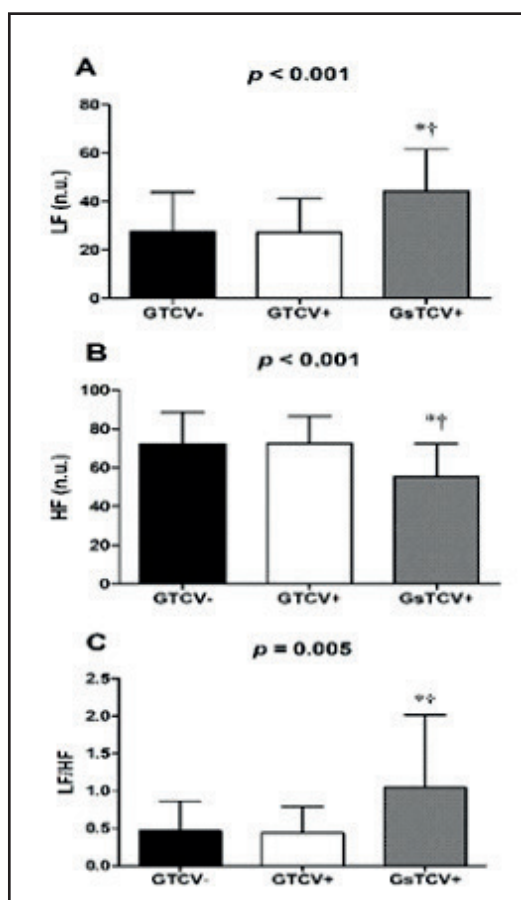 A
p < 0.001
80
60
40
20
0
LF (n.u.)
*†
GTCV- GTCV+ GsTCV+
B
p < 0.001
100
80
60
40
20
0
HF (n.u.)
*†
GTCV- GTCV+ GsTCV+
C
p = 0.005
2.5
2.0
1.5
1.0
0.5
0.0
LF/HF
*†
GTCV- GTCV+ GsTCV+